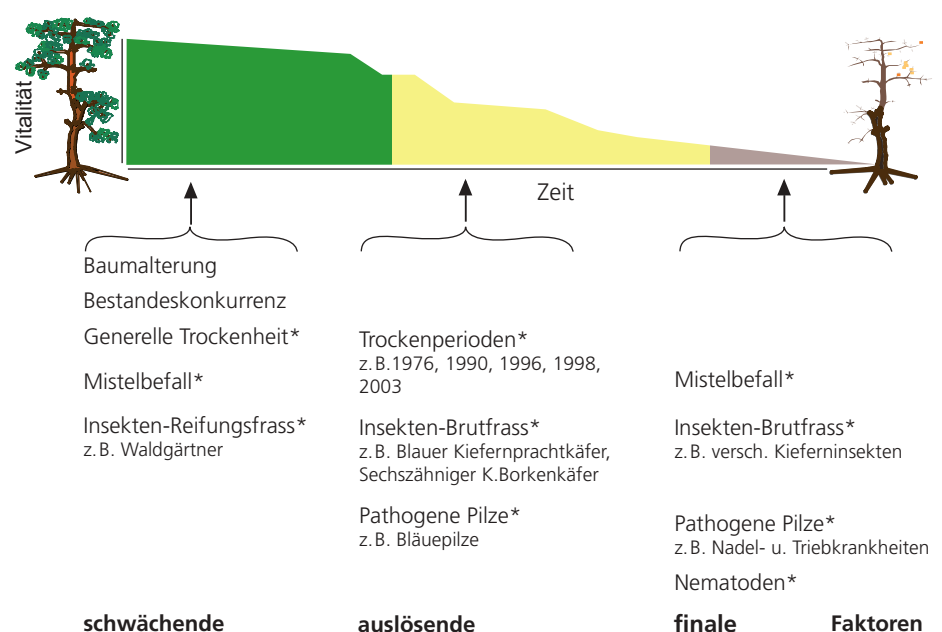 Vitalität
Zeit
Baumalterung
Bestandeskonkurrenz
Generelle Trockenheit*
Mistelbefall*
Insekten-Reifungsfrass*
z.B. Waldgärtner
Trockenperioden*
z.B.1976, 1990, 1996, 1998,
2003
Insekten-Brutfrass*
z.B. Blauer Kiefernprachtkäfer,
Sechszähniger K.Borkenkäfer
Pathogene Pilze*
z.B. Bläuepilze
Mistelbefall*
Insekten-Brutfrass*
z.B. versch. Kieferninsekten
Pathogene Pilze*
z.B. Nadel- u. Triebkrankheiten
Nematoden*
schwächende auslösende finale Faktoren